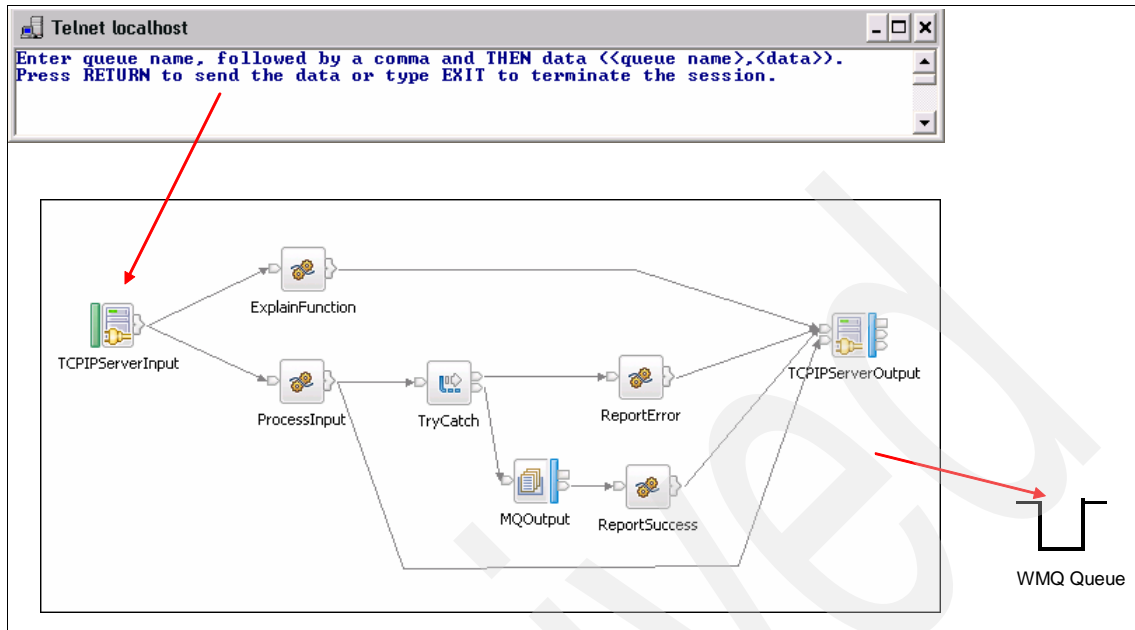 Telnet localhost
Enter queue name, followed by a comma and THEN data (<queue name>,<data>).
Press RETURN to send the data or type EXIT to terminate the session.
ExplainFunction
TCPIPServerInput
TCPIPServerOutput
ProcessInput
TryCatch
ReportError
MQOutput
ReportSuccess
WMQ Queue